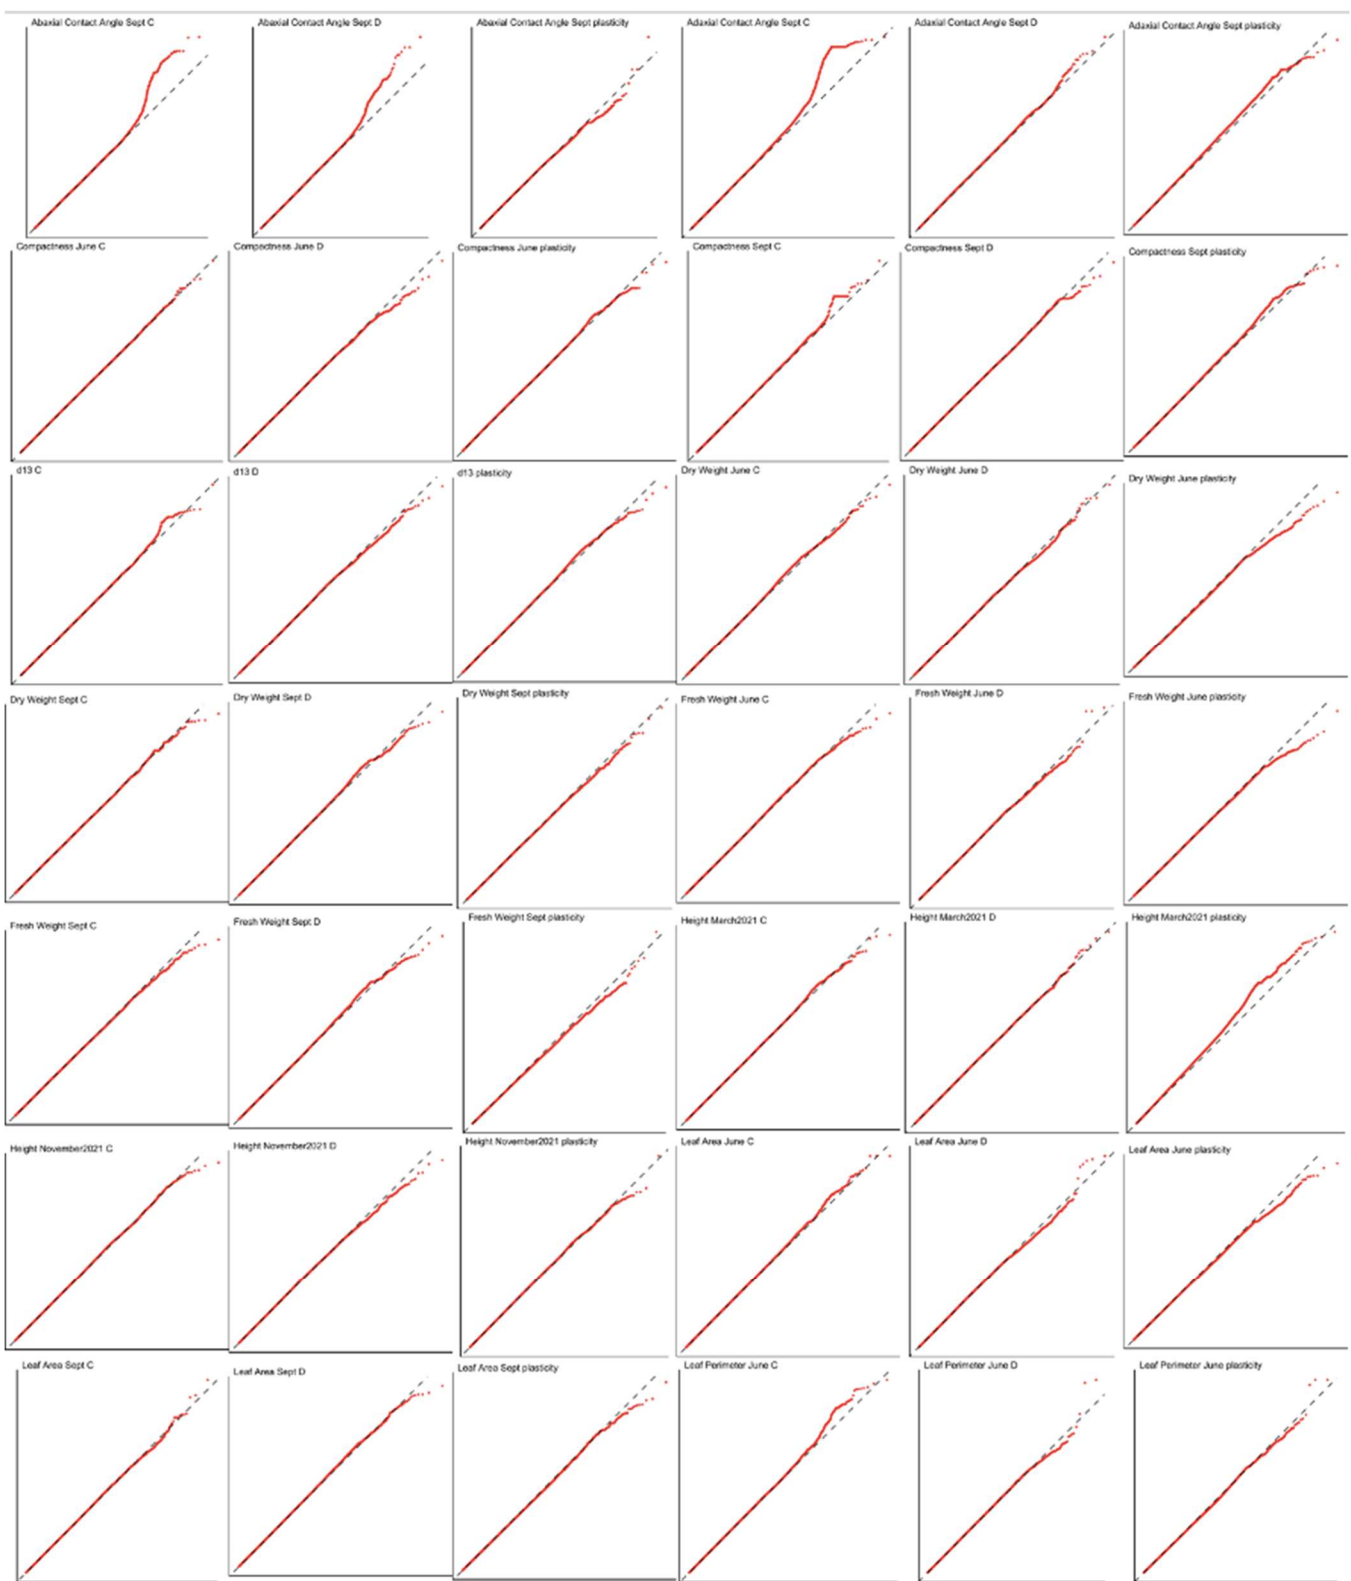 Abaxial Contact Angle Sept C
Abaxial Contact Angle Sept D
Abaxial Contact Angle Sept plasticity
Adaxial Contact Angle Sept C
Adaxial Contact Angle Sept D
Adaxial Contact Angle Sept plasticity
Compactness June C
Compactness June D
Compactness June plasticity
Compactness Sept C
Compactness Sept D
Compactness Sept plasticity
d13 C
d13 D
d13 plasticity
Dry Weight June C
Dry Weight June D
Dry Weight June plasticity
Dry Weight Sept C
Dry Weight Sept D
Dry Weight Sept plasticity
Fresh Weight June C
Fresh Weight June D
Fresh Weight June plasticity
Fresh Weight Sept C
Fresh Weight Sept D
Fresh Weight Sept plasticity
Height March2021 C
Height March2021 D
Height March2021 plasticity
Height November2021 C
Height November2021 D
Height November2021 plasticity
Leaf Area June C
Leaf Area June D
Leaf Area June plasticity
Leaf Area Sept C
Leaf Area Sept D
Leaf Area Sept plasticity
Leaf Perimeter June C
Leaf Perimeter June D
Leaf Perimeter June plasticity